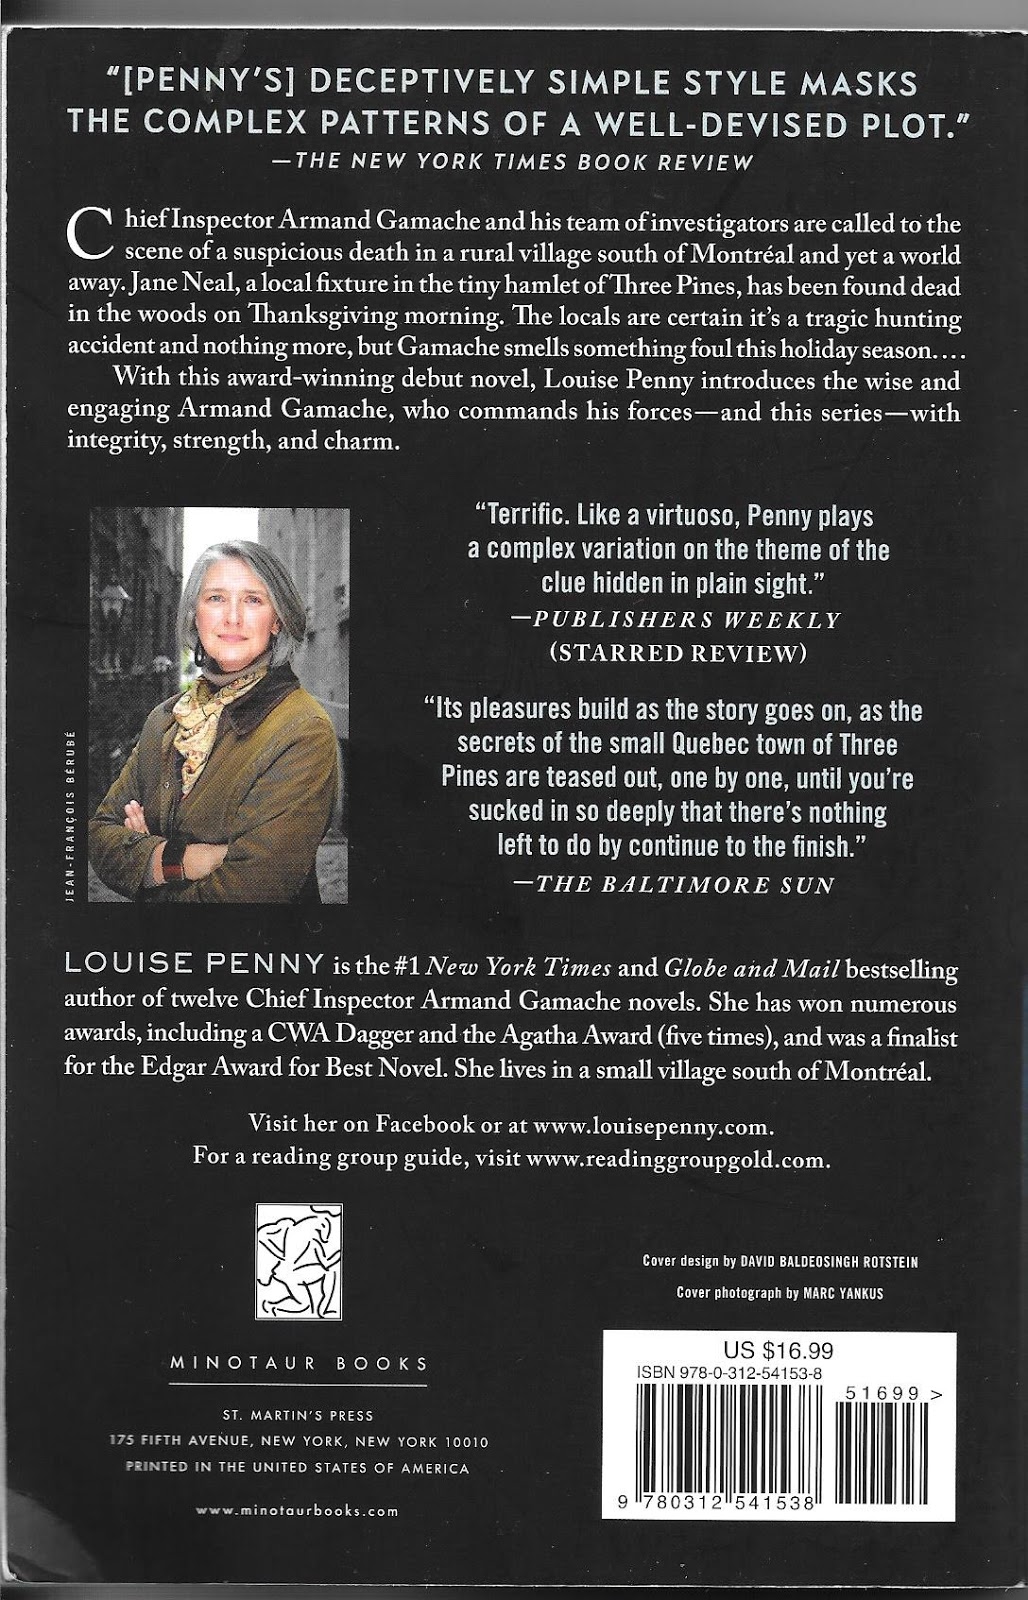 “[PENNY’S] DECEPTIVELY SIMPLE STYLE MASKS
THE COMPLEX PATTERNS OF A WELL-DEVISED PLOT.”
—THE NEW YORK TIMES BOOK REVIEW
Chief Inspector Armand Gamache and his team of investigators are called to the
scene of a suspicious death in a rural village south of Montréal and yet a world
away. Jane Neal, a local fixture in the tiny hamlet of Three Pines, has been found dead
in the woods on Thanksgiving morning. The locals are certain it’s a tragic hunting
accident and nothing more, but Gamache smells something foul this holiday season....
With this award-winning debut novel, Louise Penny introduces the wise and
engaging Armand Gamache, who commands his forces—and this series—with
integrity, strength, and charm.
JEAN-FRANÇOIS BÉRUBÉ
“Terrific. Like a virtuoso, Penny plays
a complex variation on the theme of the
clue hidden in plain sight.”
—PUBLISHERS WEEKLY
(STARRED REVIEW)
“Its pleasures build as the story goes on, as the
secrets of the small Quebec town of Three
Pines are teased out, one by one, until you’re
sucked in so deeply that there’s nothing
left to do by continue to the finish.”
—THE BALTIMORE SUN
LOUISE PENNY is the #1 New York Times and Globe and Mail bestselling
author of twelve Chief Inspector Armand Gamache novels. She has won numerous
awards, including a CWA Dagger and the Agatha Award (five times), and was a finalist
for the Edgar Award for Best Novel. She lives in a small village south of Montréal.
Visit her on Facebook or at www.louisepenny.com.
For a reading group guide, visit www.readinggroupgold.com.
Cover design by DAVID BALDEOSINGH ROTSTEIN
Cover photograph by MARC YANKUS
MINOTAUR BOOKS
ST. MARTIN’S PRESS
175 FIFTH AVENUE, NEW YORK, NEW YORK 10010
PRINTED IN THE UNITED STATES OF AMERICA
www.minotaurbooks.com
US $16.99
ISBN 978-0-312-54153-8
51699>
9 780312 541538